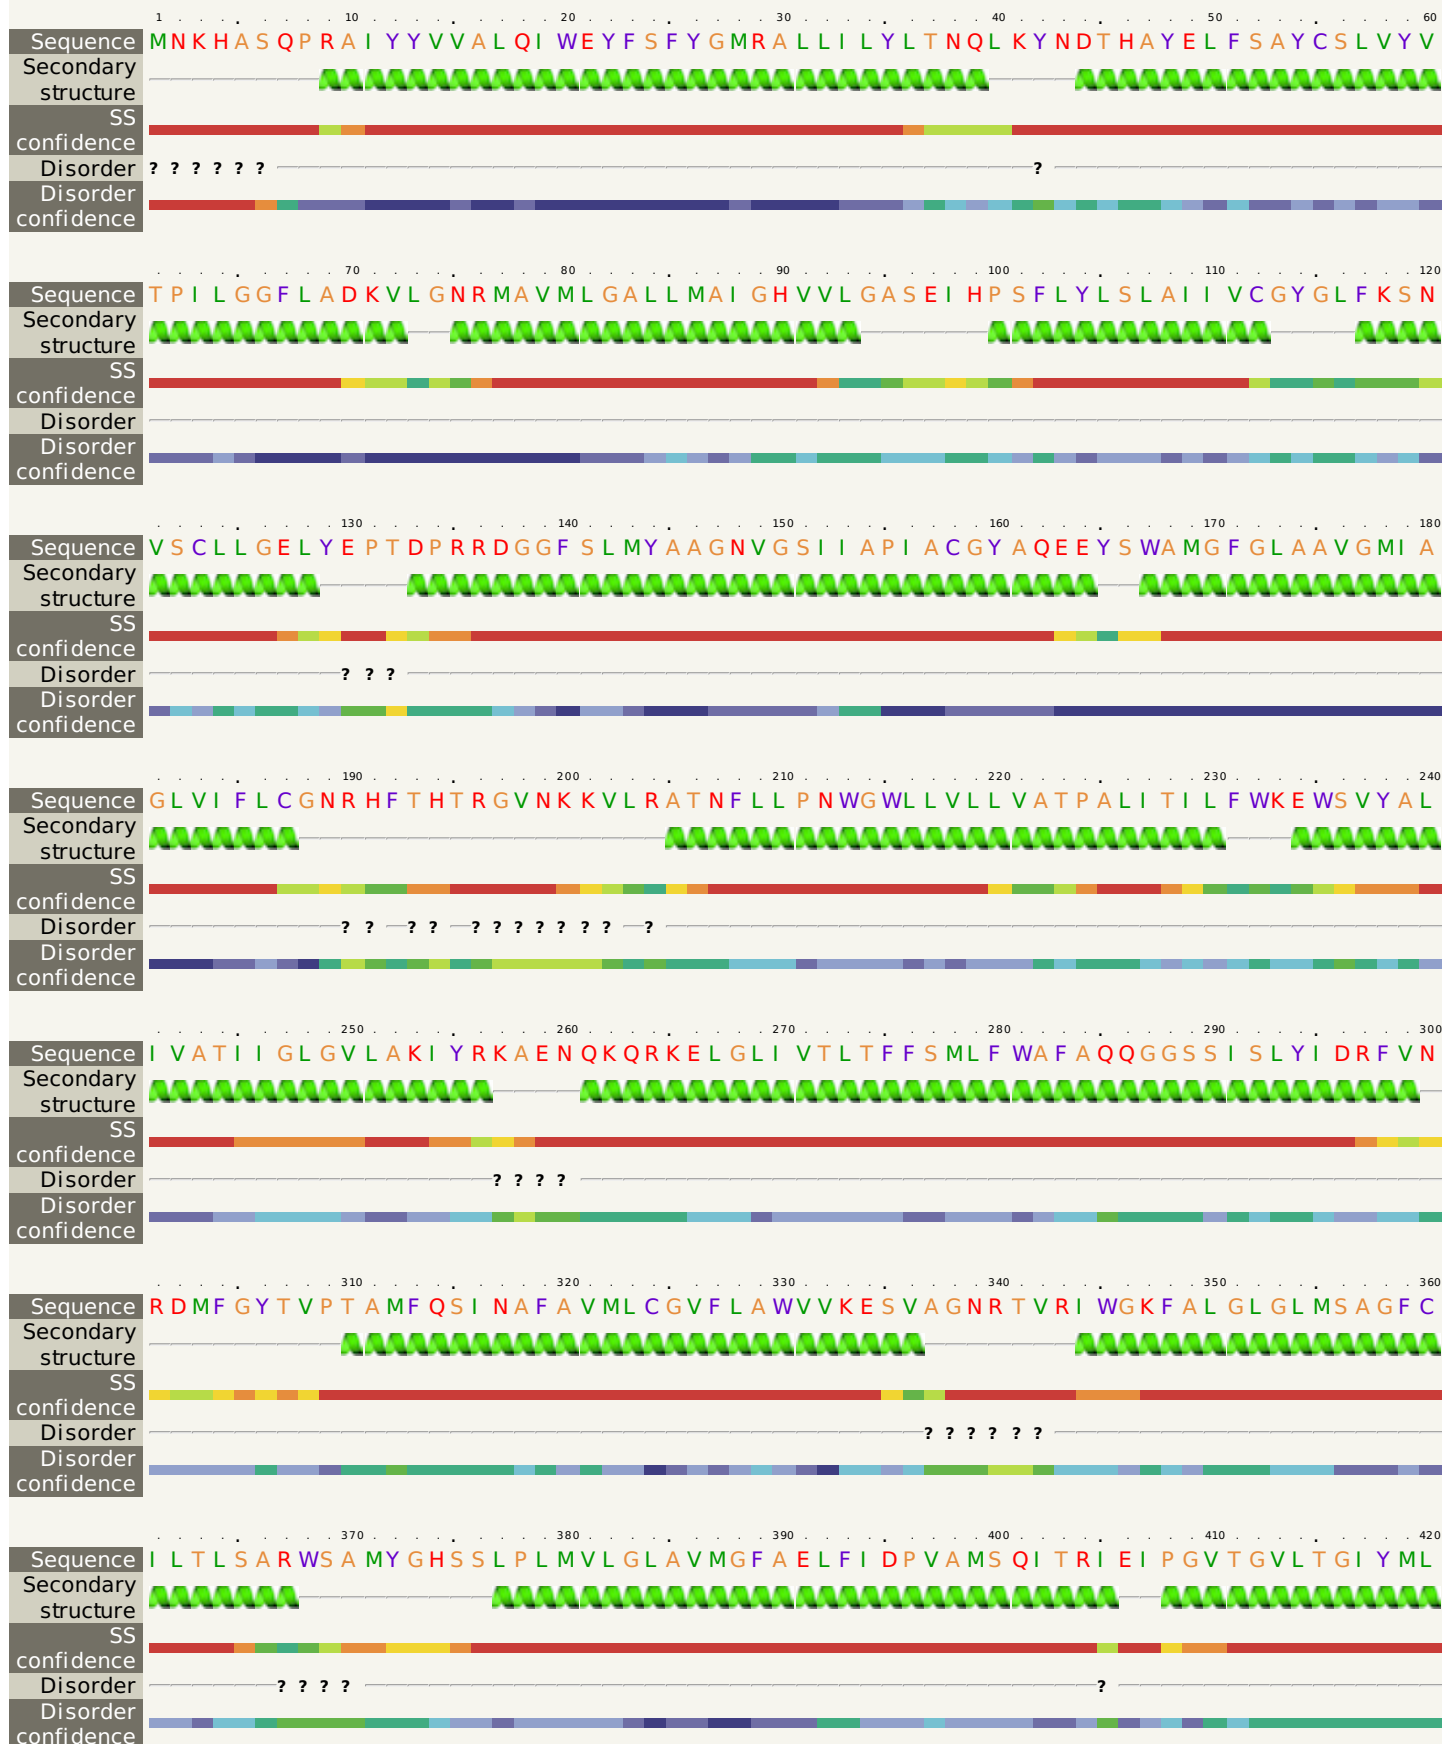 1 10 20 30 40 50 60
Sequence MNKHASQPRAIYYVVALQIWEYFSFYGMRALLILYLTNQLKYNDTHAYELFSAYCSLVYV
Secondary
structure
SS
confidence
Disorder ? ? ? ? ? ? ?
Disorder
confidence
70 80 90 100 110 120
Sequence TPILGGFLADKVLGNRMAVMLGALLMAIGHVVLGASEIHPSFLYLSLAIIVCGYGLFKSN
Secondary
structure
SS
confidence
Disorder
Disorder
confidence
130 140 150 160 170 180
Sequence VSCLLGELYEPTDPRRDGGFSLMYAAGNVGSIIAPIACGYAQEEYSWAMGFGLAAVGMIA
Secondary
structure
SS
confidence
Disorder ? ? ?
Disorder
confidence
190 200 210 220 230 240
Sequence GLVIFLCGNRHFTHTRGVNKKVLRATNFLLPNWGWLLVLLVATPALITILFWKEWSVYAL
Secondary
structure
SS
confidence
Disorder ? ? ? ? ? ? ? ? ? ? ? ?
Disorder
confidence
250 260 270 280 290 300
Sequence IVATIIGLGVLAKIYRKAENQKQRKELGLIVTLTFFSMLFWAFAQQGGSSISLYIDRFVN
Secondary
structure
SS
confidence
Disorder ? ? ? ?
Disorder
confidence
310 320 330 340 350 360
Sequence RDMFGYTVPTAMFQSINAFAVMLCGVFLAWVVKESVAGNRTVRIWGKFALGLGLMSAGFC
Secondary
structure
SS
confidence
Disorder ? ? ? ? ? ?
Disorder
confidence
370 380 390 400 410 420
Sequence ILTLSARWSAMYGHSSLPLMVLGLAVMGFAELFIDPVAMSQITRIEIPGVTGVLTGIYML
Secondary
structure
SS
confidence
Disorder ? ? ? ? ?
Disorder
confidence